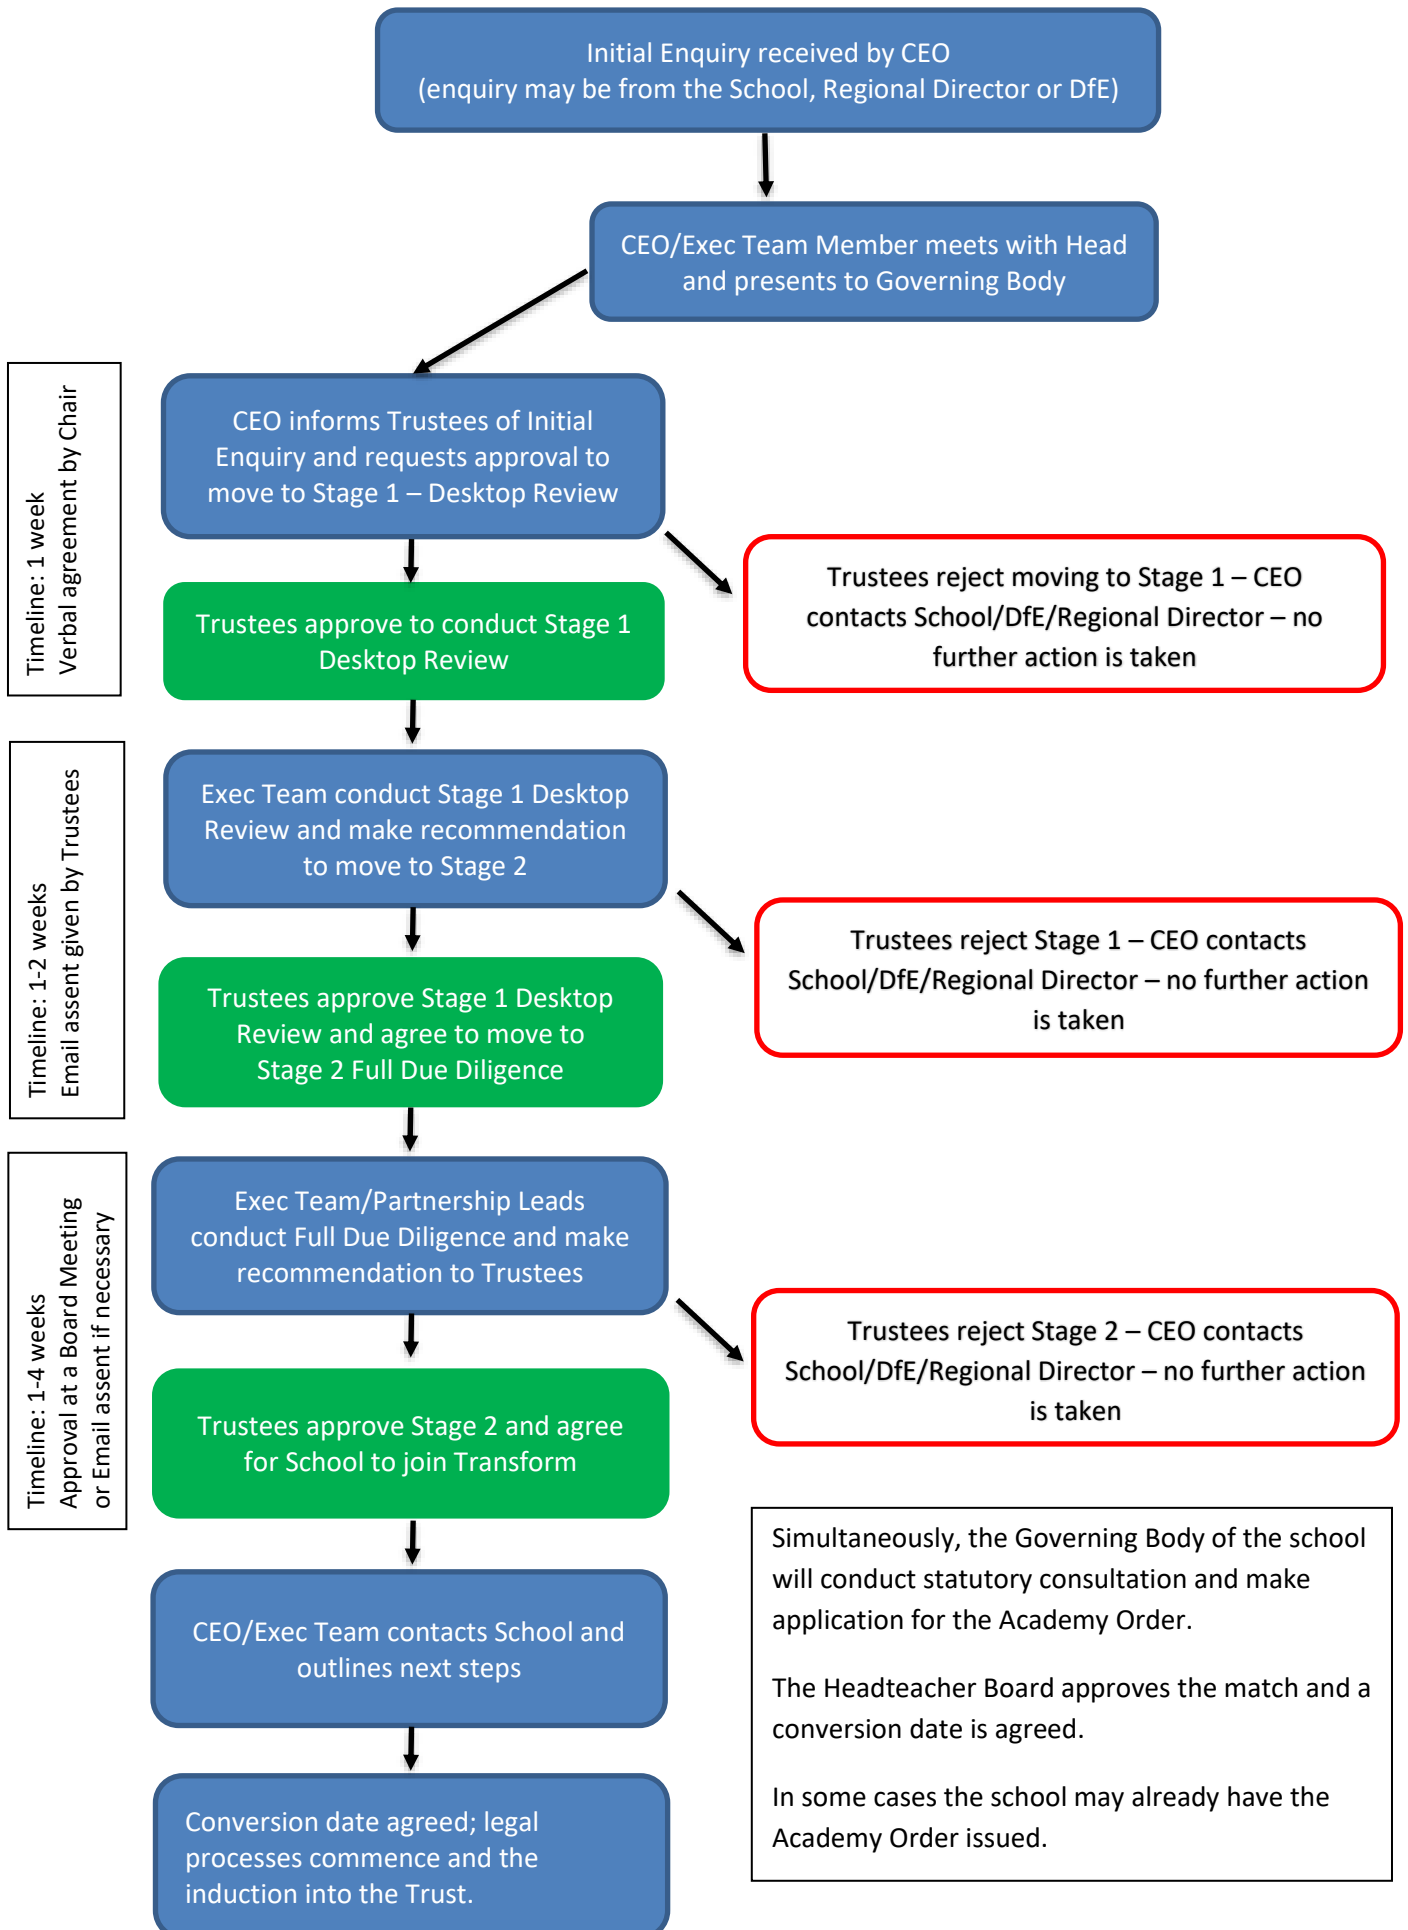 Initial Enquiry received by CEO
(enquiry may be from the School, Regional Director or DfE)
CEO/Exec Team Member meets with Head
and presents to Governing Body
Timeline: 1 week
Verbal agreement by Chair
CEO informs Trustees of Initial
Enquiry and requests approval to
move to Stage 1 – Desktop Review
Trustees reject moving to Stage 1 – CEO
contacts School/DfE/Regional Director – no
further action is taken
Trustees approve to conduct Stage 1
Desktop Review
Timeline: 1-2 weeks
Email assent given by Trustees
Exec Team conduct Stage 1 Desktop
Review and make recommendation
to move to Stage 2
Trustees reject Stage 1 – CEO contacts
School/DfE/Regional Director – no further action
is taken
Trustees approve Stage 1 Desktop
Review and agree to move to
Stage 2 Full Due Diligence
Timeline: 1-4 weeks
Approval at a Board Meeting
or Email assent if necessary
Exec Team/Partnership Leads
conduct Full Due Diligence and make
recommendation to Trustees
Trustees reject Stage 2 – CEO contacts
School/DfE/Regional Director – no further action
is taken
Trustees approve Stage 2 and agree
for School to join Transform
CEO/Exec Team contacts School and
outlines next steps
Conversion date agreed; legal
processes commence and the
induction into the Trust.
Simultaneously, the Governing Body of the school
will conduct statutory consultation and make
application for the Academy Order.
The Headteacher Board approves the match and a
conversion date is agreed.
In some cases the school may already have the
Academy Order issued.